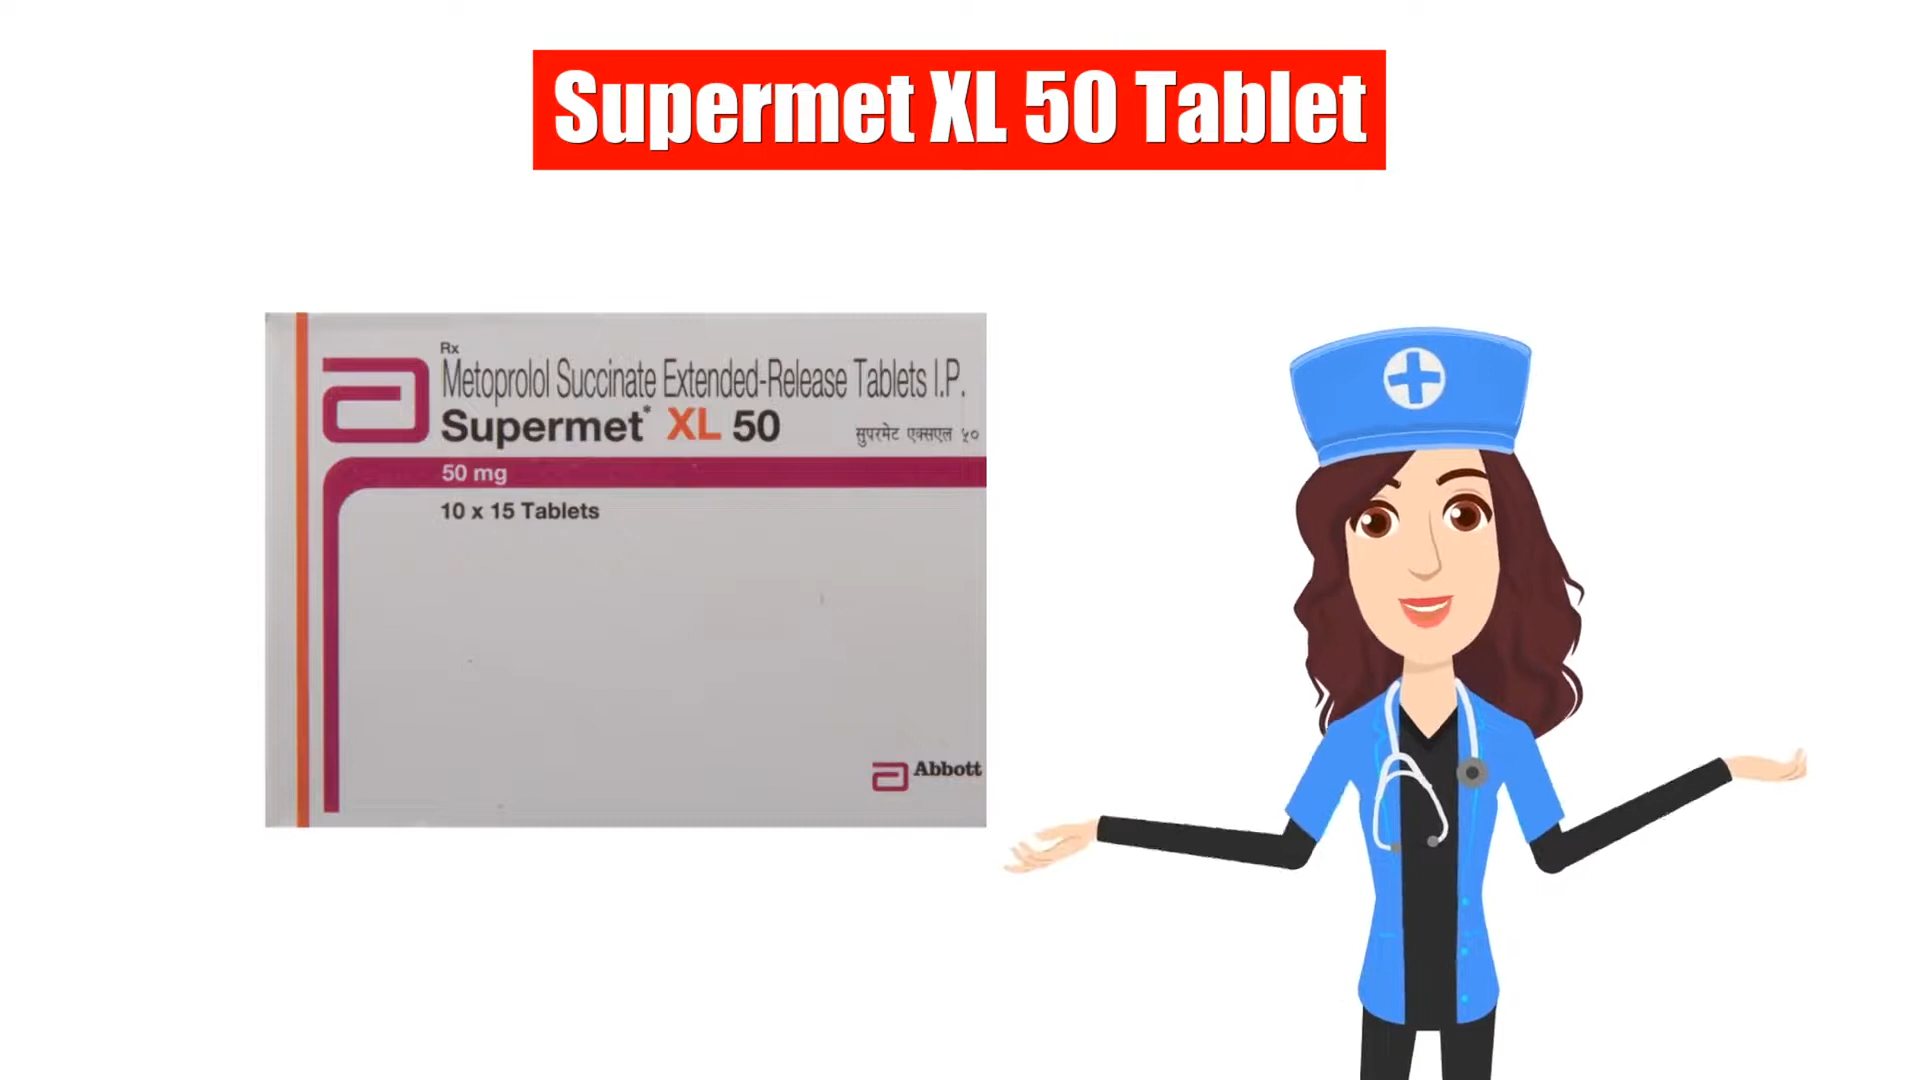 Supermet XL 50 Tablet
Rx
Metoprolol Succinate Extended-Release Tablets I.P.
Supermet* XL 50
सुपरमेट एक्सएल ५०
50 mg
10 x 15 Tablets
Abbott